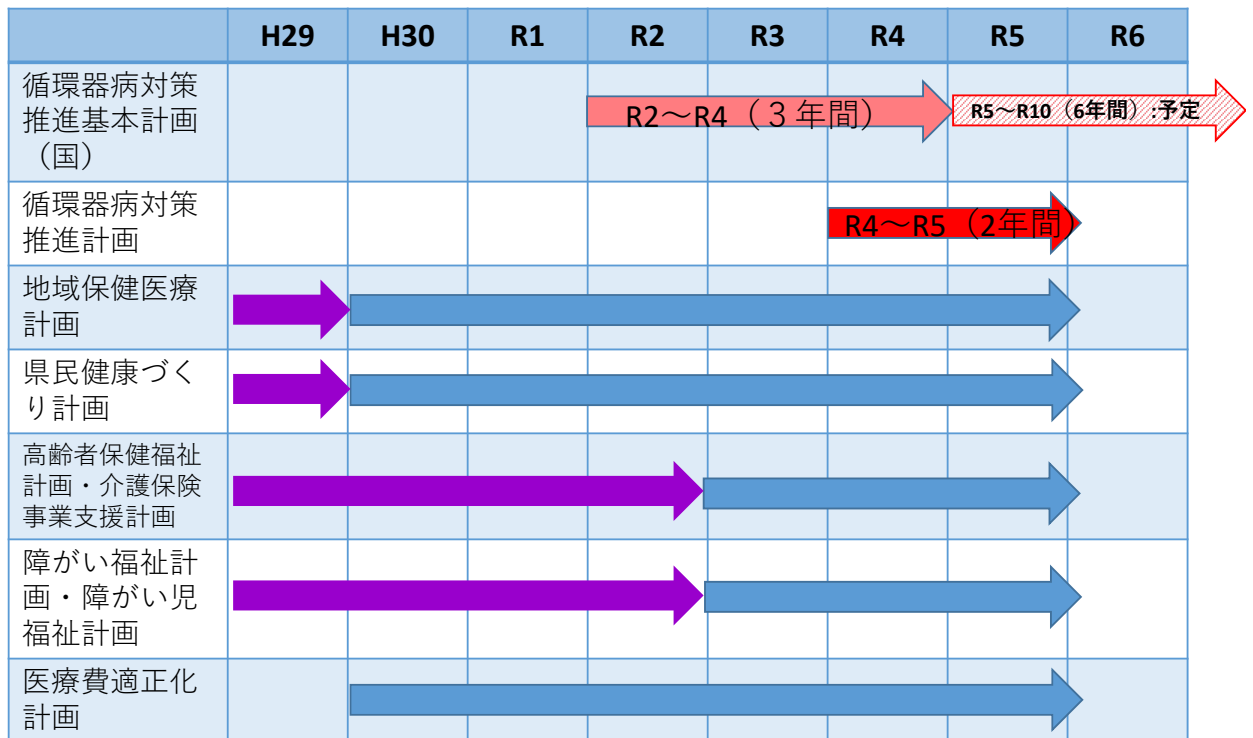 H29 H30 R1 R2 R3 R4 R5 R6
循環器病対策
推進基本計画
（国）
R2～R4（３年間）
R5～R10（6年間）:予定
循環器病対策
推進計画
R4～R5（2年間）
地域保健医療
計画
県民健康づく
り計画
高齢者保健福祉
計画・介護保険
事業支援計画
障がい福祉計
画・障がい児
福祉計画
医療費適正化
計画